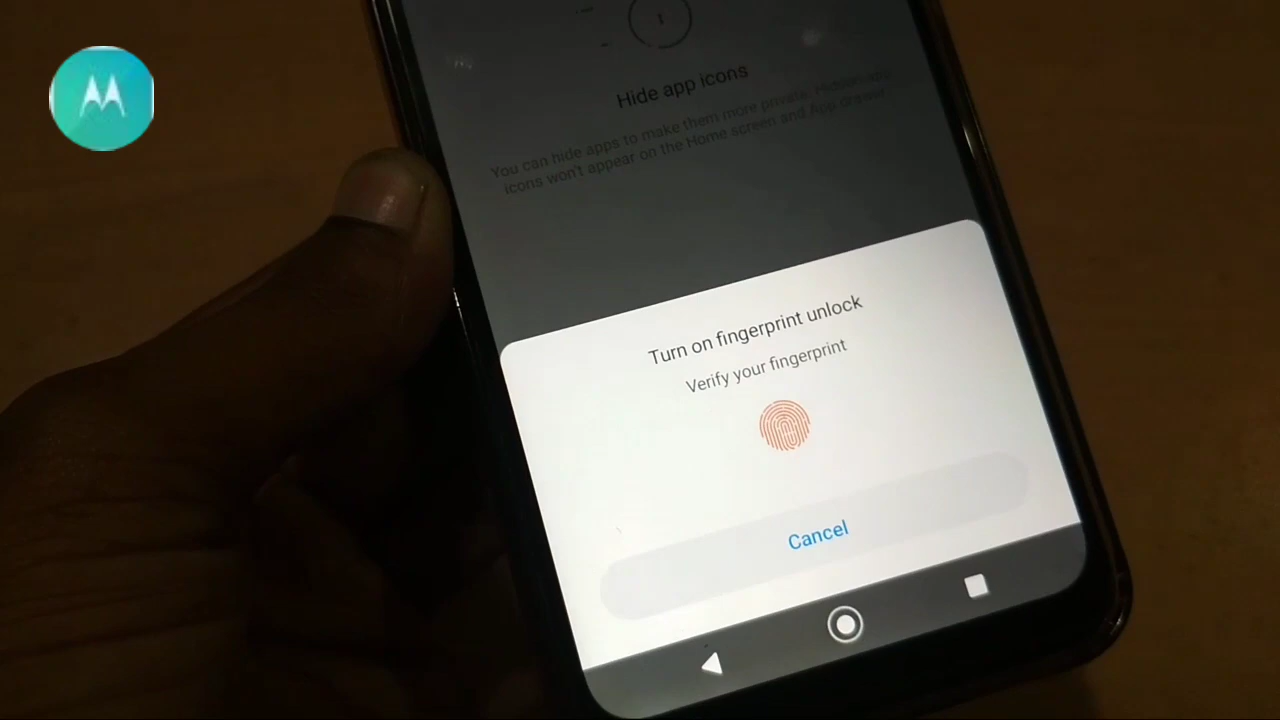 Hide app icons
You can hide apps to make them more private. Hidden app
icons won't appear on the Home screen and App drawer.
Turn on fingerprint unlock
Verify your fingerprint
Cancel